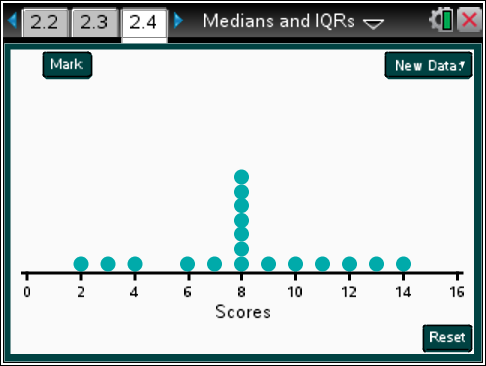 2.2 2.3 2.4 Medians and IQRs
Mark New Data?
0 2 4 6 8 10 12 14 16
Scores
Reset